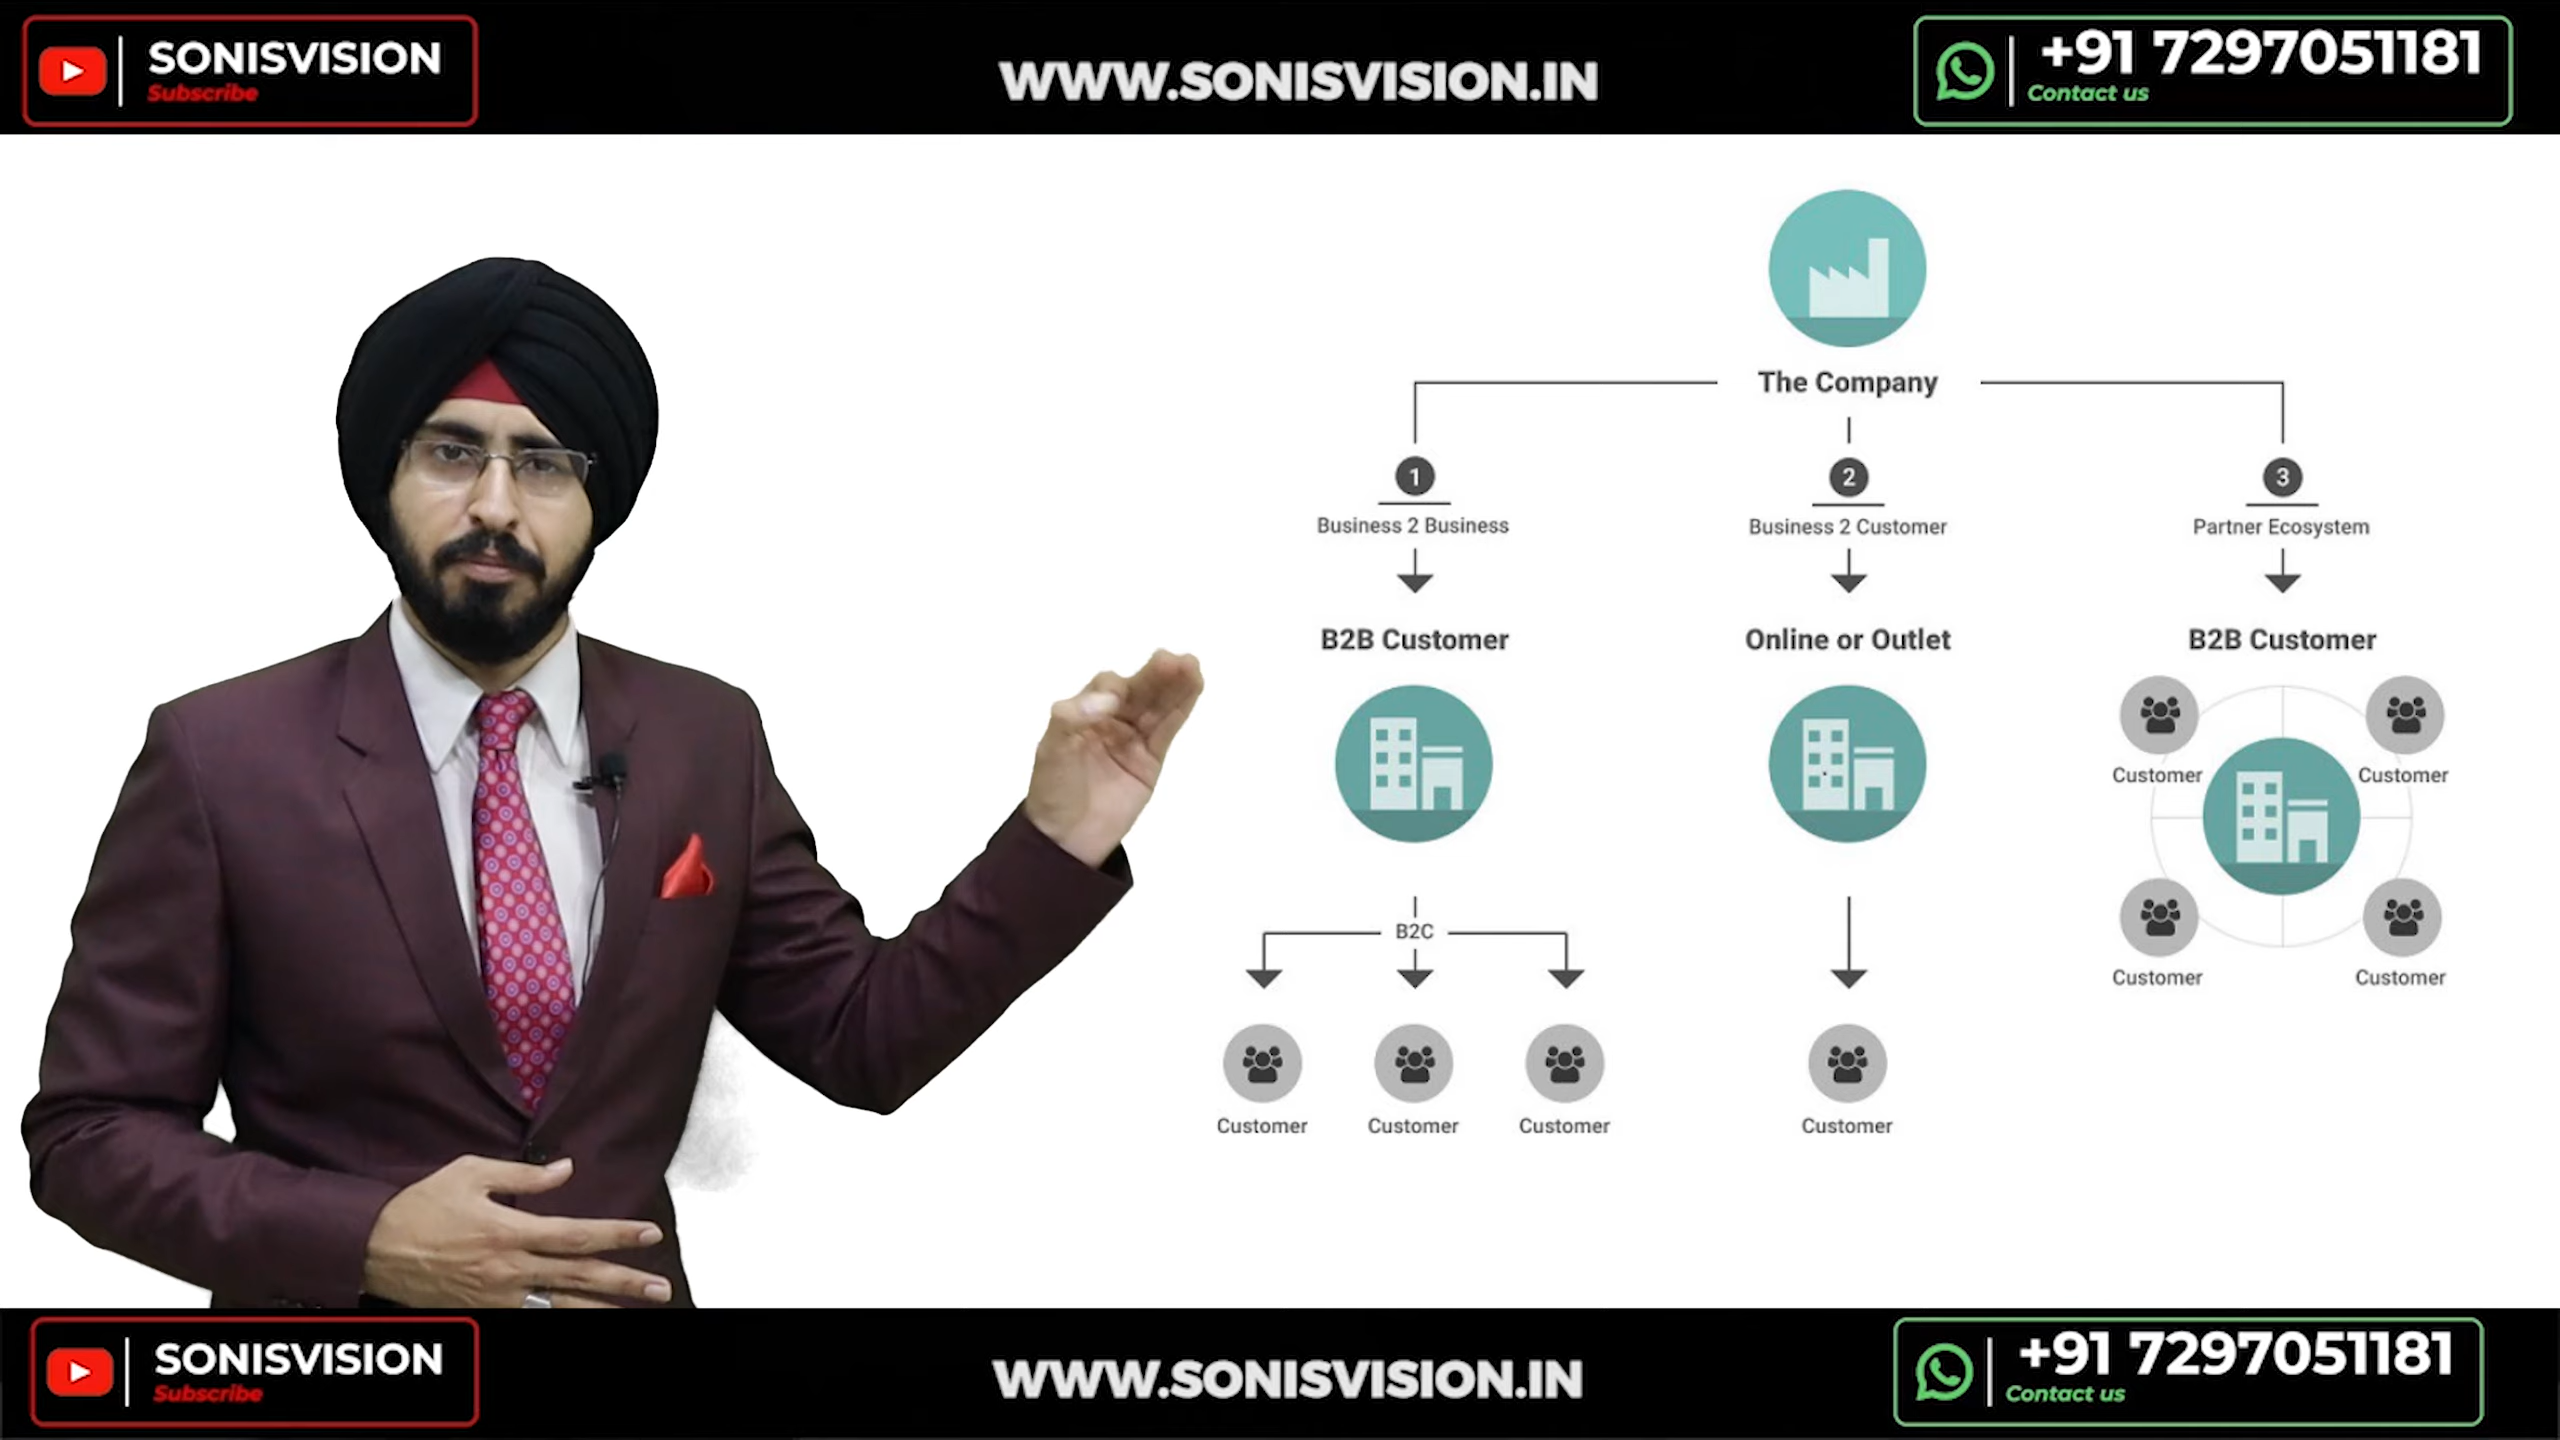 SONISVISION
Subscribe
WWW.SONISVISION.IN
+91 7297051181
Contact us
The Company
1
2
3
Business 2 Business
Business 2 Customer
Partner Ecosystem
B2B Customer
Online or Outlet
B2B Customer
Customer
Customer
B2C
Customer
Customer
Customer
Customer
Customer
Customer
SONISVISION
Subscribe
WWW.SONISVISION.IN
+91 7297051181
Contact us